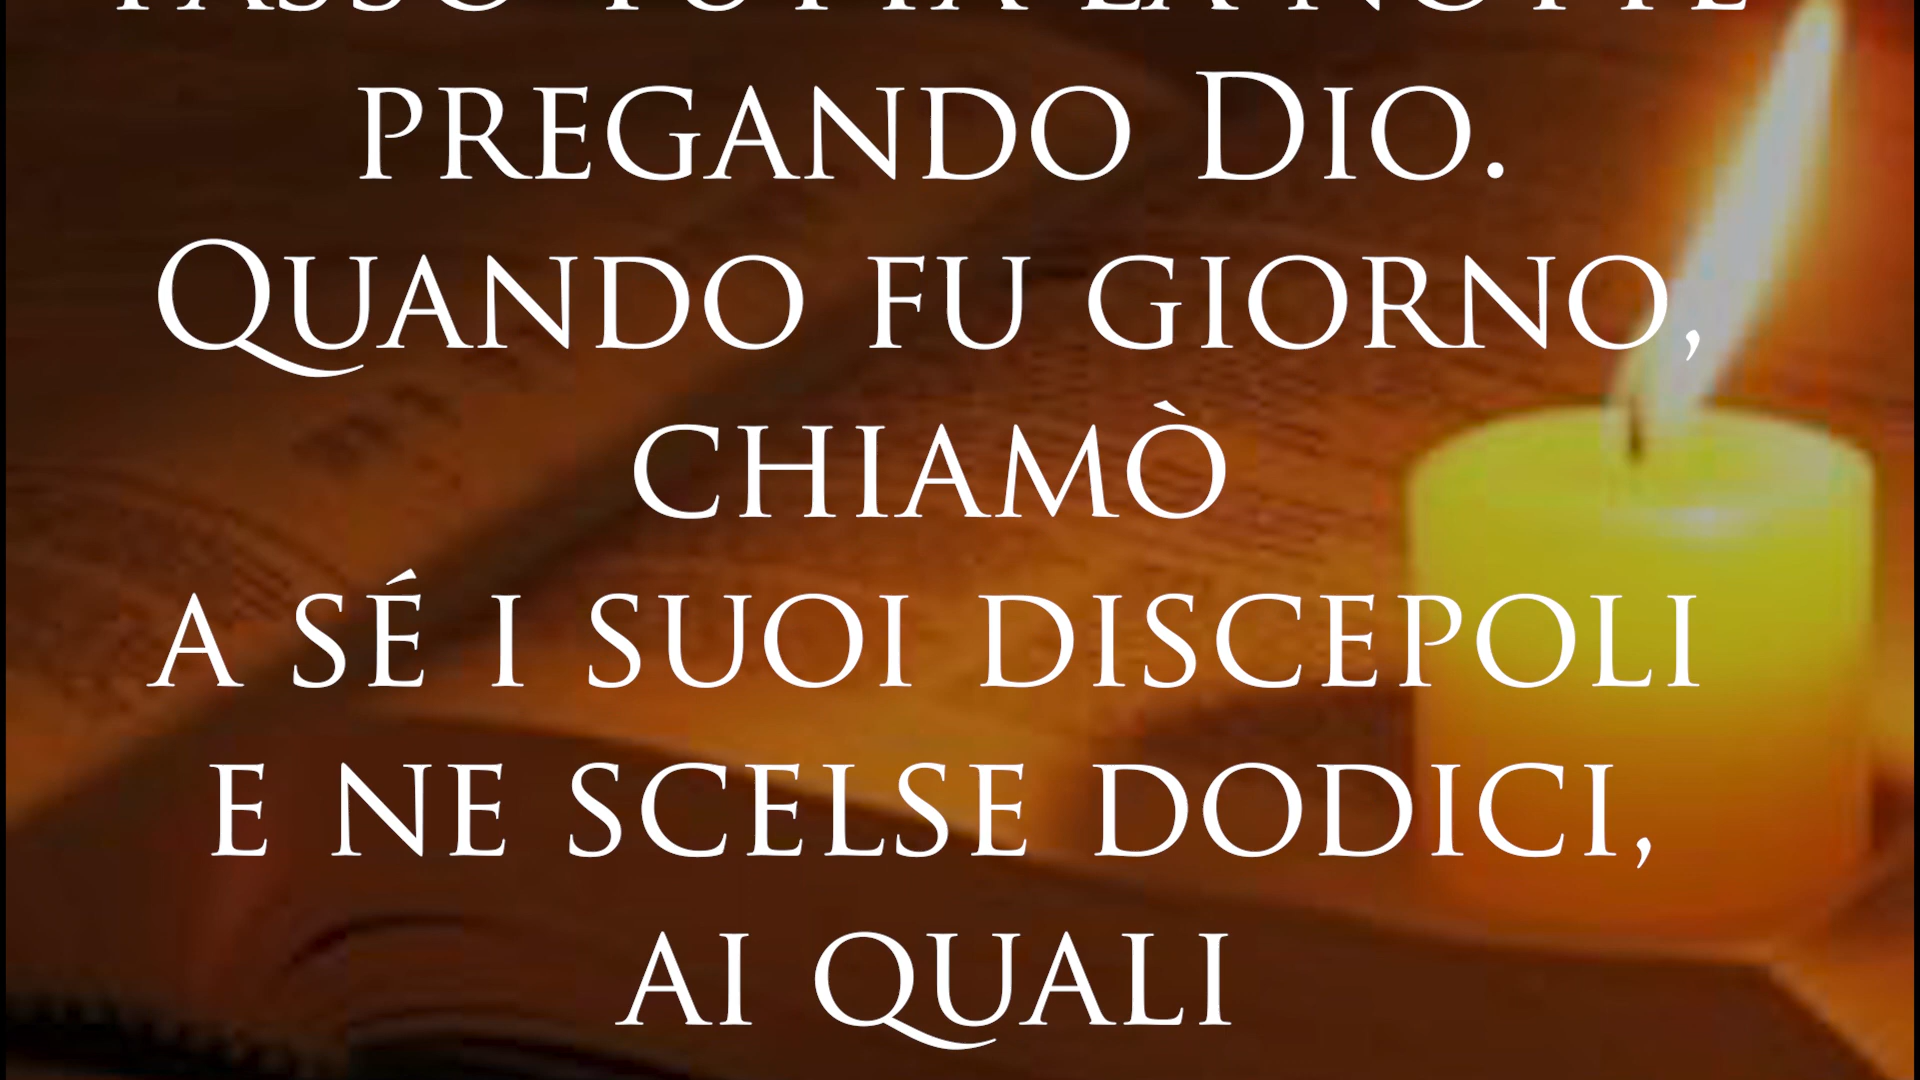 passò tutta la notte
pregando Dio.
Quando fu giorno,
chiamò
a sé i suoi discepoli
e ne scelse dodici,
ai quali